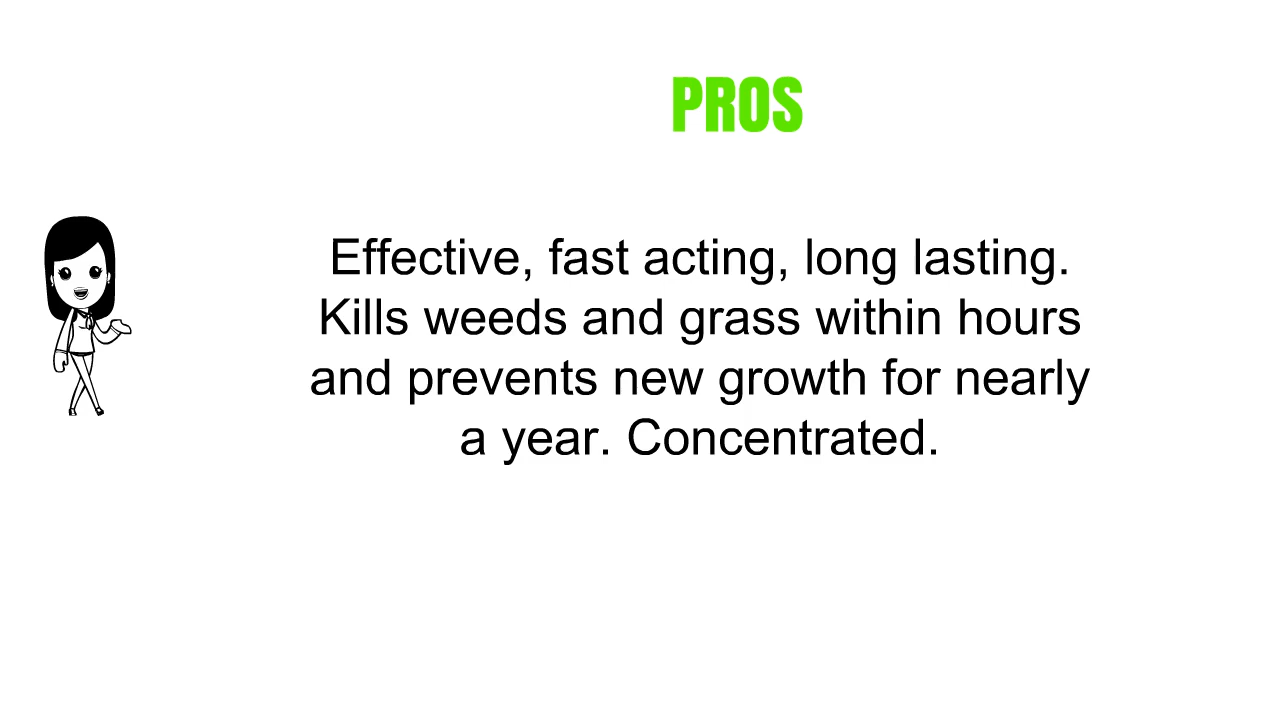 PROS
Effective, fast acting, long lasting.
Kills weeds and grass within hours
and prevents new growth for nearly
a year. Concentrated.